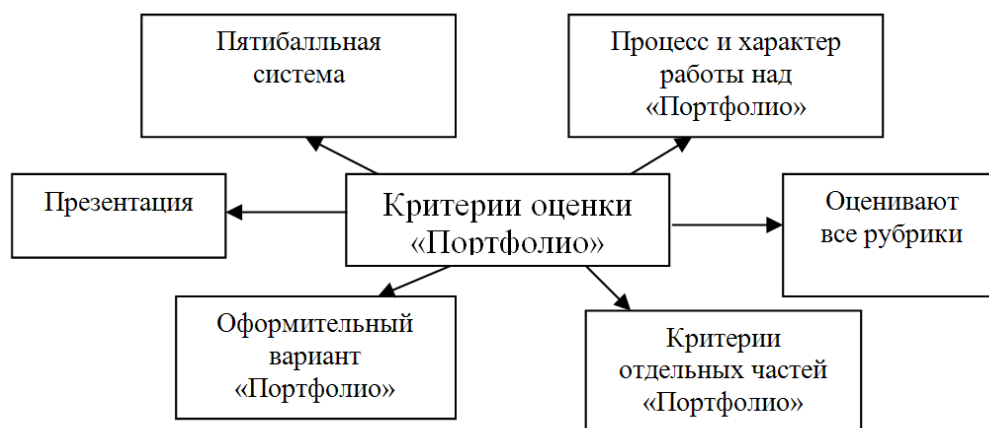 Пятибалльная
система
Процесс и характер
работы над
«Портфолио»
Презентация
Критерии оценки
«Портфолио»
Оценивают
все рубрики
Оформительный
вариант
«Портфолио»
Критерии
отдельных частей
«Портфолио»